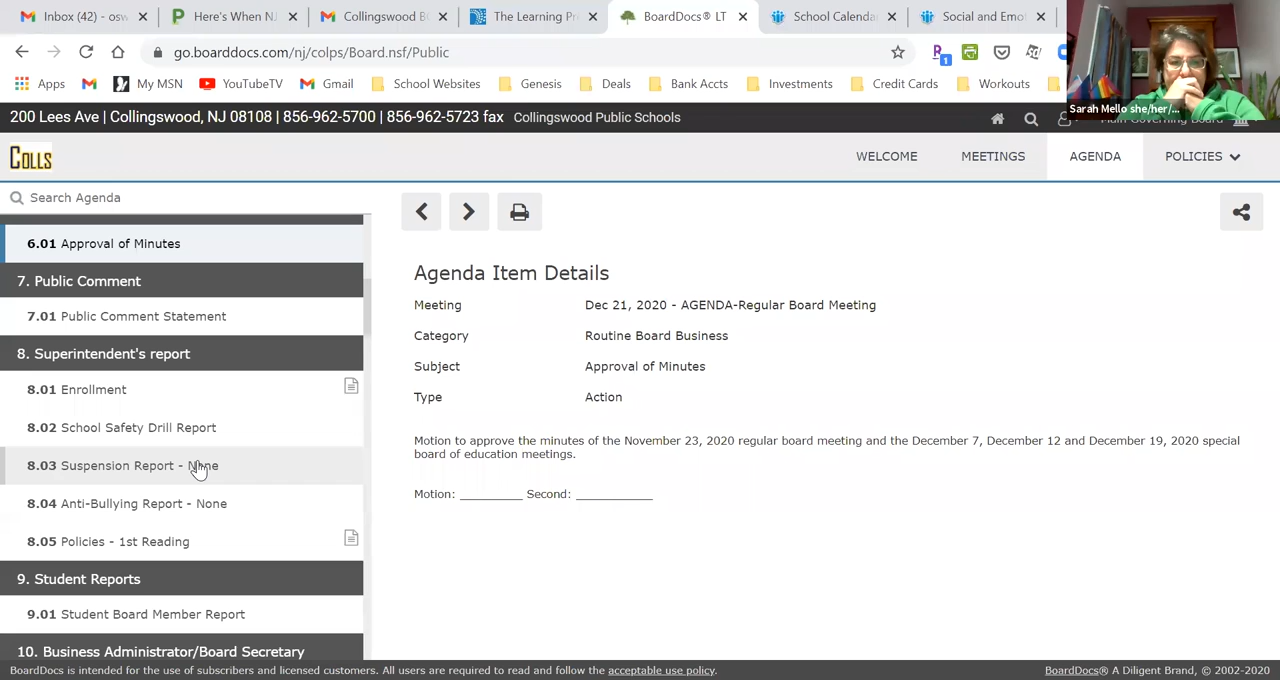 Inbox (42) - osw
Here's When NJ
Collingswood B
The Learning Pr
BoardDocs® LT
School Calenda
Social and Emo
go.boarddocs.com/nj/colps/Board.nsf/Public
1
Apps
My MSN
YouTubeTV
Gmail
School Websites
Genesis
Deals
Bank Accts
Investments
Credit Cards
Workouts
Sarah Mello she/her/...
200 Lees Ave | Collingswood, NJ 08108 | 856-962-5700 | 856-962-5723 fax Collingswood Public Schools
Main Governing Board
COLLS
WELCOME
MEETINGS
AGENDA
POLICIES
Search Agenda
6.01 Approval of Minutes
7. Public Comment
7.01 Public Comment Statement
8. Superintendent's report
8.01 Enrollment
8.02 School Safety Drill Report
8.03 Suspension Report - None
8.04 Anti-Bullying Report - None
8.05 Policies - 1st Reading
9. Student Reports
9.01 Student Board Member Report
10. Business Administrator/Board Secretary
Agenda Item Details
Meeting Dec 21, 2020 - AGENDA-Regular Board Meeting
Category Routine Board Business
Subject Approval of Minutes
Type Action
Motion to approve the minutes of the November 23, 2020 regular board meeting and the December 7, December 12 and December 19, 2020 special
board of education meetings.
Motion: _________ Second: ___________
BoardDocs is intended for the use of subscribers and licensed customers. All users are required to read and follow the acceptable use policy.
BoardDocs® A Diligent Brand, © 2002-2020